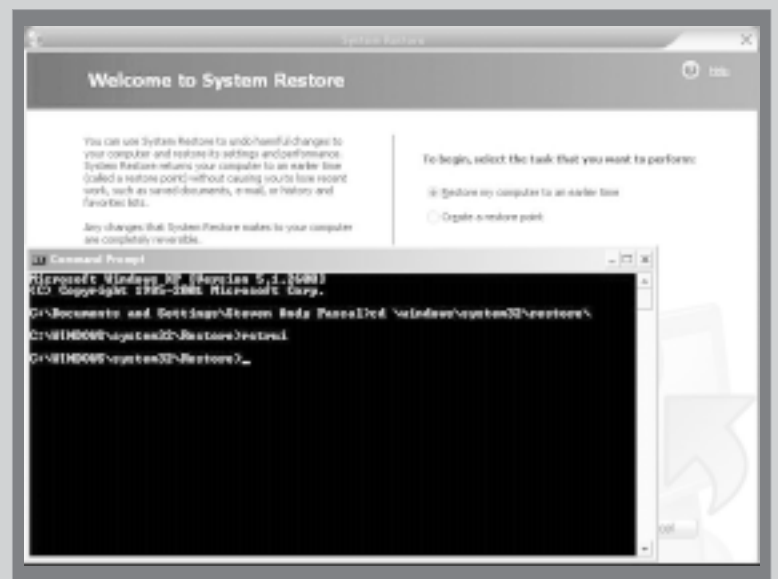 System Restore
Welcome to System Restore
Help
You can use System Restore to undo harmful changes to
your computer and restore its settings and performance.
System Restore returns your computer to an earlier time
(called a restore point) without causing you to lose recent
work, such as saved documents, e-mail, or history and
favorites lists.
Any changes that System Restore makes to your computer
are completely reversible.
To begin, select the task that you want to perform:
Restore my computer to an earlier time
Create a restore point
Command Prompt
Microsoft Windows XP [Version 5.1.2600]
(C) Copyright 1985-2001 Microsoft Corp.
C:\Documents and Settings\Steven Andy Pascal>cd \windows\system32\restore\
C:\WINDOWS\system32\Restore>rstrui
C:\WINDOWS\system32\Restore>_